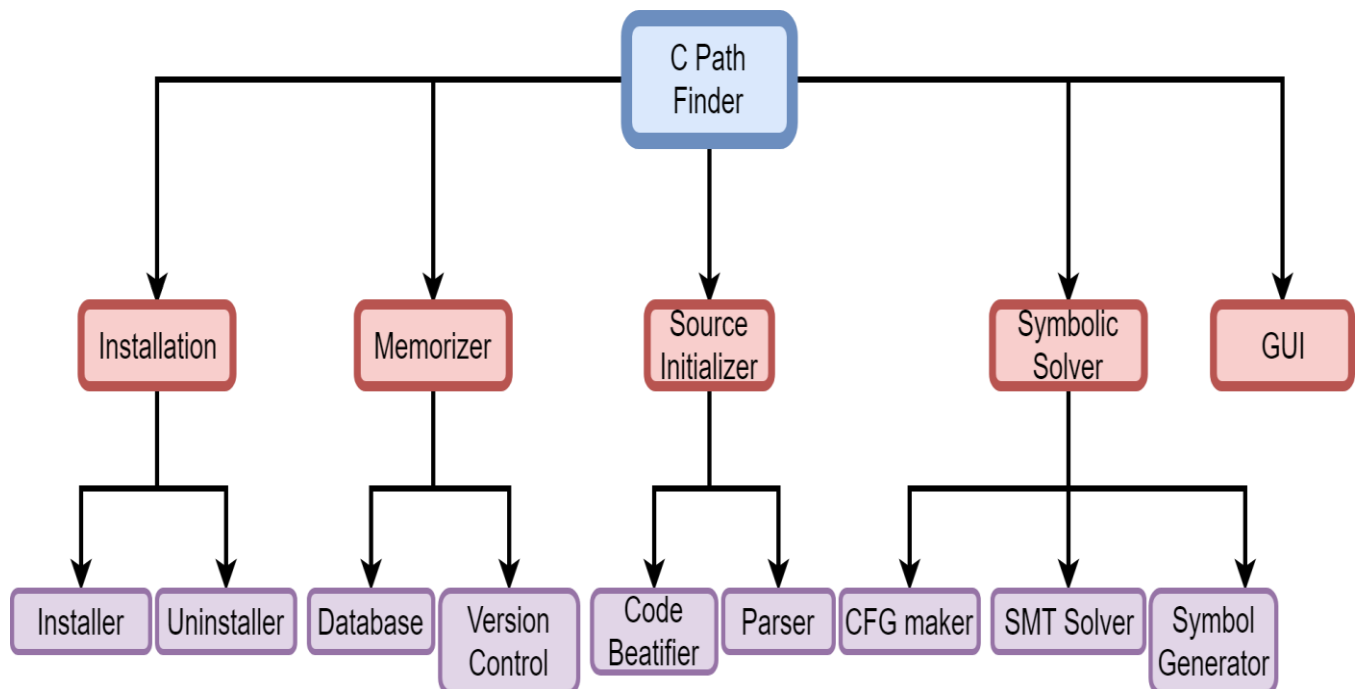 C Path
Finder
Installation
Memorizer
Source
Initializer
Symbolic
Solver
GUI
Installer
Uninstaller
Database
Version
Control
Code
Beatifier
Parser
CFG maker
SMT Solver
Symbol
Generator